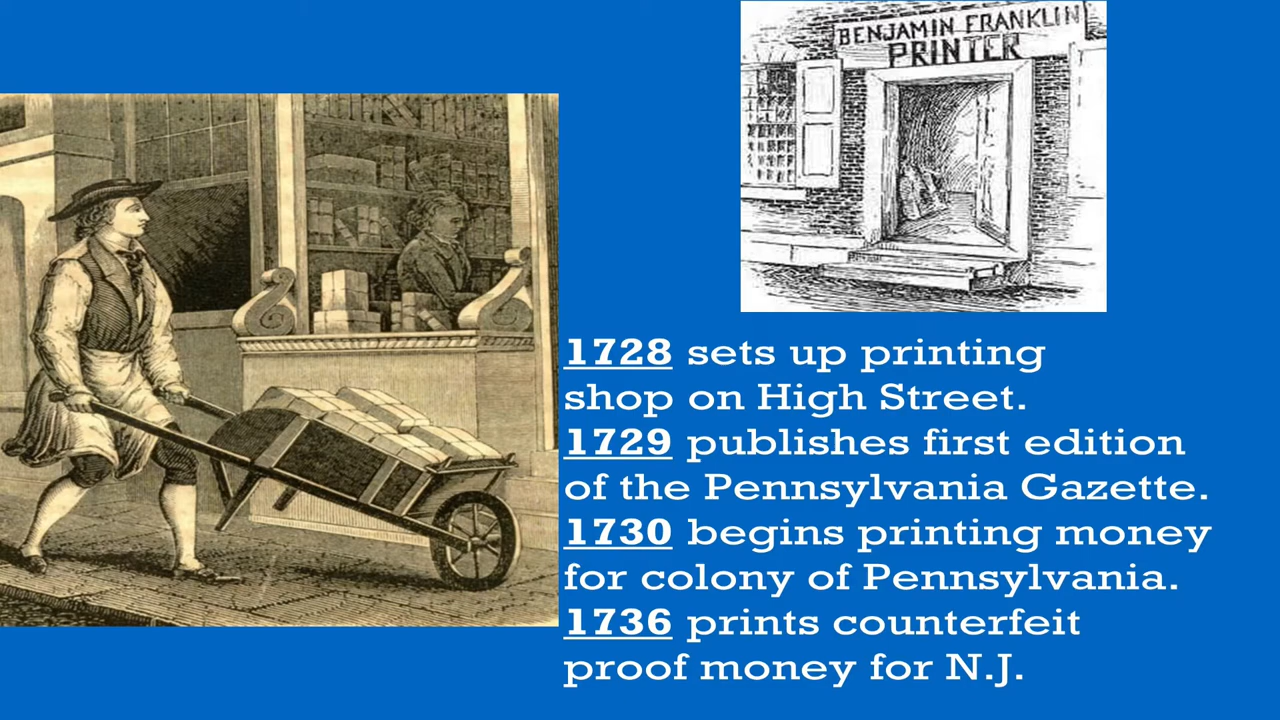 BENJAMIN FRANKLIN
PRINTER
1728 sets up printing
shop on High Street.
1729 publishes first edition
of the Pennsylvania Gazette.
1730 begins printing money
for colony of Pennsylvania.
1736 prints counterfeit
proof money for N.J.